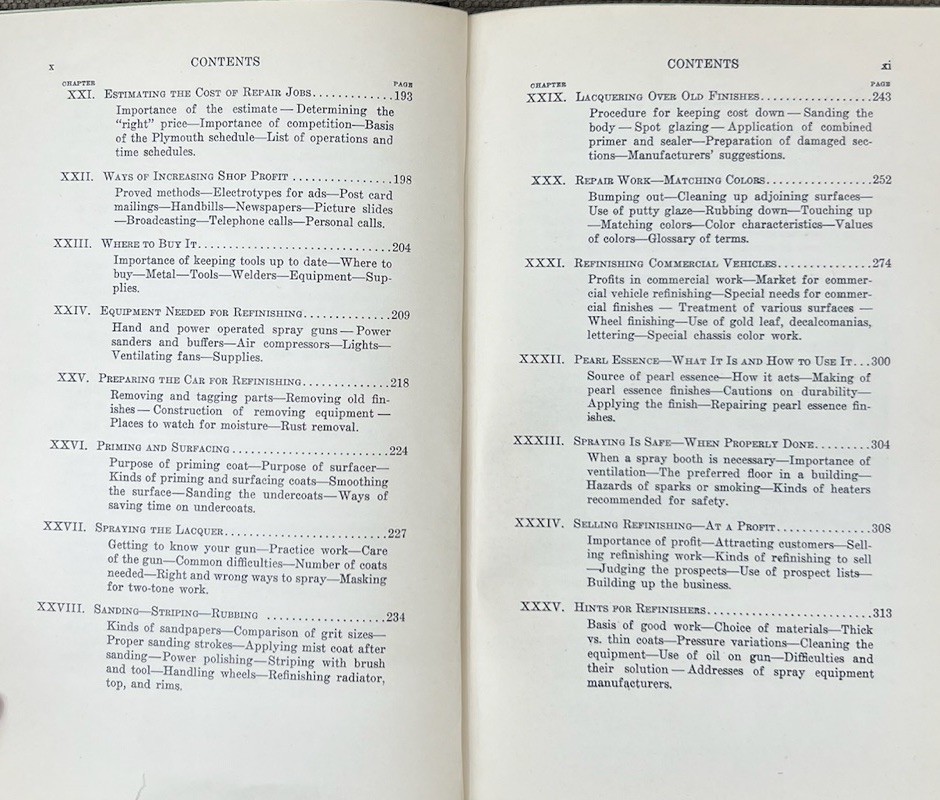 x
CONTENTS
CHAPTER PAGE
XXI. Estimating the Cost of Repair Jobs.............193
Importance of the estimate — Determining the
"right" price—Importance of competition—Basis
of the Plymouth schedule—List of operations and
time schedules.
XXII. Ways of Increasing Shop Profit ................198
Proved methods—Electrotypes for ads—Post card
mailings—Handbills—Newspapers—Picture slides
—Broadcasting—Telephone calls—Personal calls.
XXIII. Where to Buy It...............................204
Importance of keeping tools up to date—Where to
buy—Metal—Tools—Welders—Equipment—Sup-
plies.
XXIV. Equipment Needed for Refinishing..............209
Hand and power operated spray guns — Power
sanders and buffers—Air compressors—Lights—
Ventilating fans—Supplies.
XXV. Preparing the Car for Refinishing..............218
Removing and tagging parts—Removing old fin-
ishes — Construction of removing equipment —
Places to watch for moisture—Rust removal.
XXVI. Priming and Surfacing.........................224
Purpose of priming coat—Purpose of surfacer—
Kinds of priming and surfacing coats—Smoothing
the surface—Sanding the undercoats—Ways of
saving time on undercoats.
XXVII. Spraying the Lacquer..........................227
Getting to know your gun—Practice work—Care
of the gun—Common difficulties—Number of coats
needed—Right and wrong ways to spray—Masking
for two-tone work.
XXVIII. Sanding—Striping—Rubbing ...................234
Kinds of sandpapers—Comparison of grit sizes—
Proper sanding strokes—Applying mist coat after
sanding—Power polishing—Striping with brush
and tool—Handling wheels—Refinishing radiator,
top, and rims.
CONTENTS
xi
CHAPTER PAGE
XXIX. Lacquering Over Old Finishes..................243
Procedure for keeping cost down — Sanding the
body — Spot glazing — Application of combined
primer and sealer—Preparation of damaged sec-
tions—Manufacturers' suggestions.
XXX. Repair Work—Matching Colors.................252
Bumping out—Cleaning up adjoining surfaces—
Use of putty glaze—Rubbing down—Touching up
—Matching colors—Color characteristics—Values
of colors—Glossary of terms.
XXXI. Refinishing Commercial Vehicles...............274
Profits in commercial work—Market for commer-
cial vehicle refinishing—Special needs for commer-
cial finishes — Treatment of various surfaces —
Wheel finishing—Use of gold leaf, decalcomanias,
lettering—Special chassis color work.
XXXII. Pearl Essence—What It Is and How to Use It...300
Source of pearl essence—How it acts—Making of
pearl essence finishes—Cautions on durability—
Applying the finish—Repairing pearl essence fin-
ishes.
XXXIII. Spraying Is Safe—When Properly Done.........304
When a spray booth is necessary—Importance of
ventilation—The preferred floor in a building—
Hazards of sparks or smoking—Kinds of heaters
recommended for safety.
XXXIV. Selling Refinishing—At a Profit...............308
Importance of profit—Attracting customers—Sell-
ing refinishing work—Kinds of refinishing to sell
—Judging the prospects—Use of prospect lists—
Building up the business.
XXXV. Hints for Refinishers..........................313
Basis of good work—Choice of materials—Thick
vs. thin coats—Pressure variations—Cleaning the
equipment—Use of oil on gun—Difficulties and
their solution — Addresses of spray equipment
manufacturers.